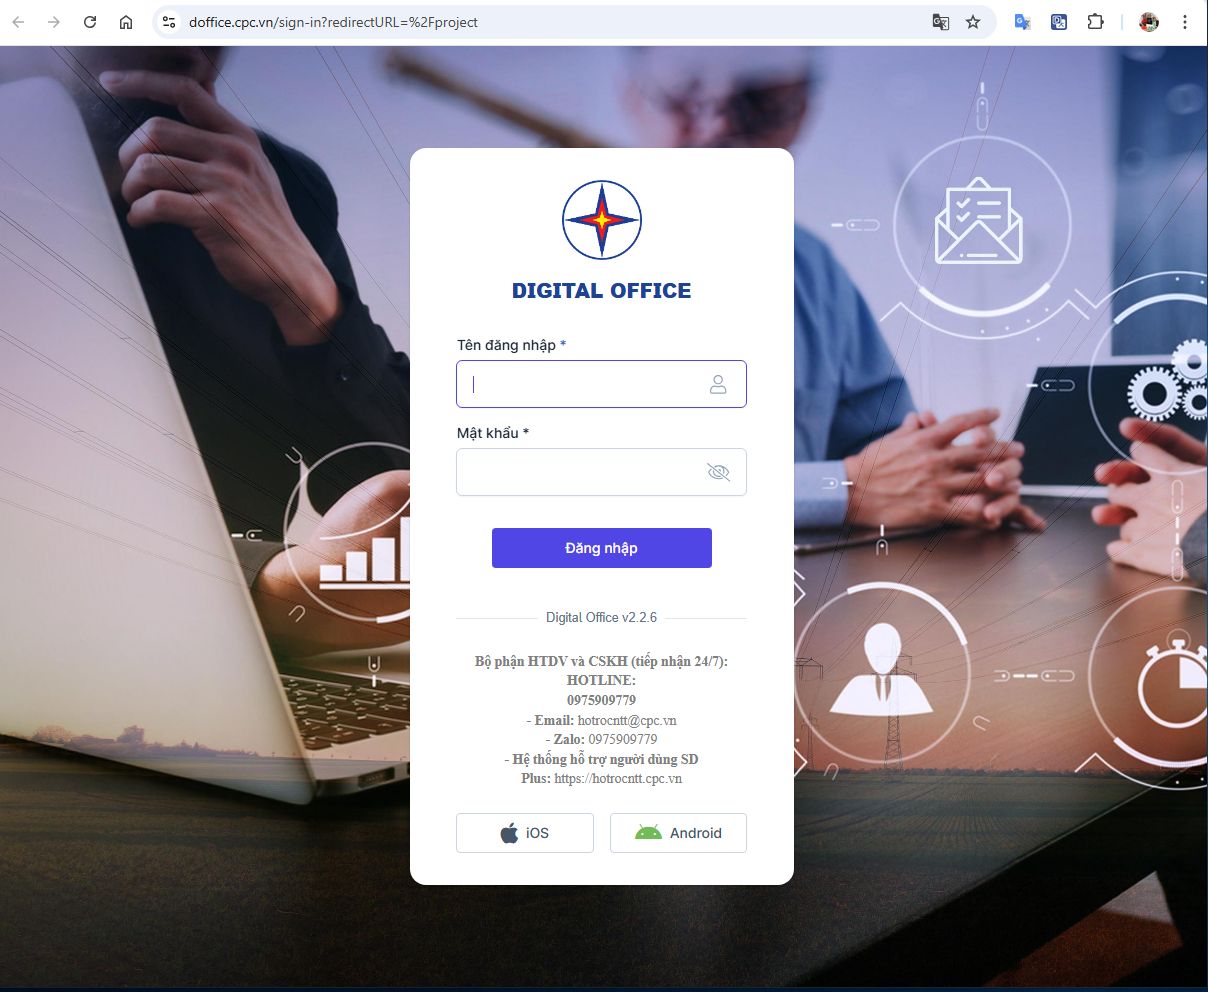 doffice.cpc.vn/sign-in?redirectURL=%2Fproject
DIGITAL OFFICE
Tên đăng nhập *
Mật khẩu *
Đăng nhập
Digital Office v2.2.6
Bộ phận HTDV và CSKH (tiếp nhận 24/7):
HOTLINE:
0975909779
- Email: hotrocntt@cpc.vn
- Zalo: 0975909779
- Hệ thống hỗ trợ người dùng SD
Plus: https://hotrocntt.cpc.vn
iOS
Android